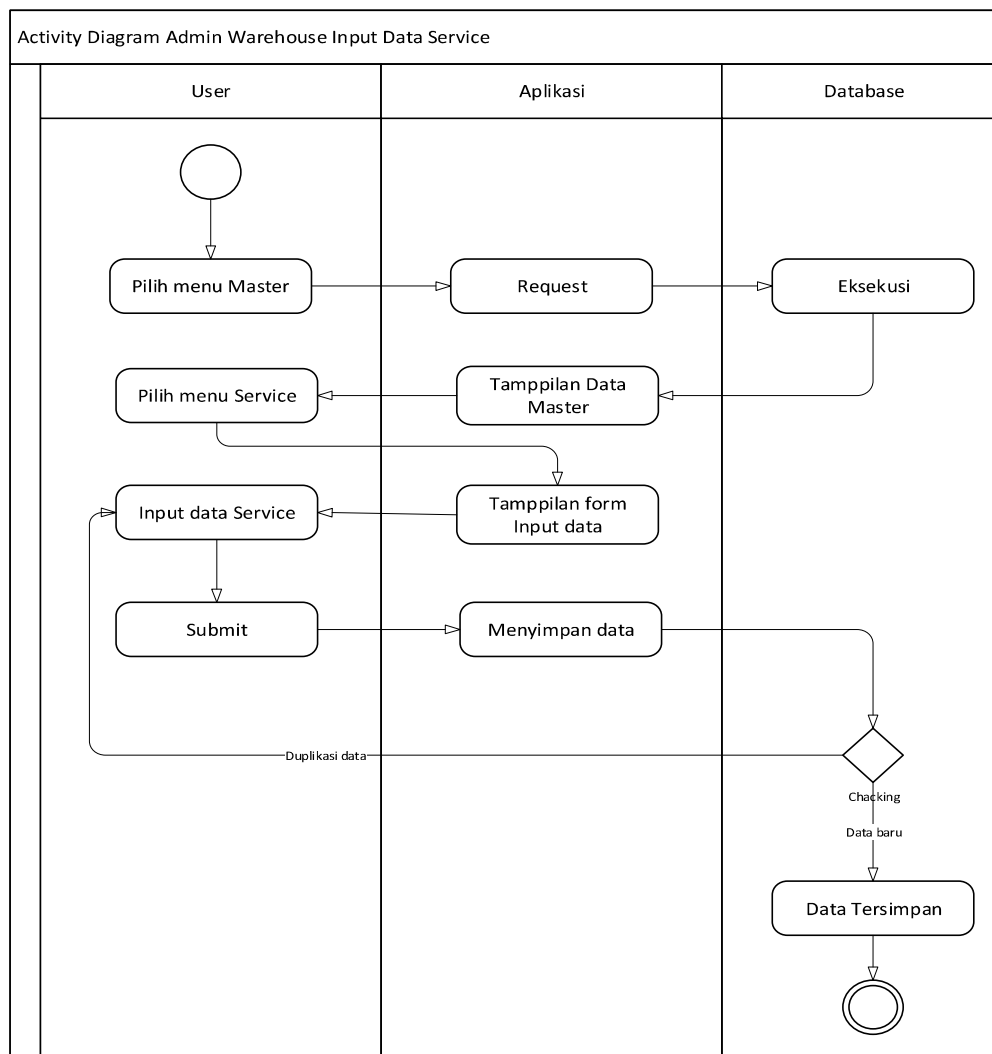 Activity Diagram Admin Warehouse Input Data Service
User
Aplikasi
Database
Pilih menu Master
Request
Eksekusi
Pilih menu Service
Tamppilan Data
Master
Input data Service
Tamppilan form
Input data
Submit
Menyimpan data
Duplikasi data
Chacking
Data baru
Data Tersimpan